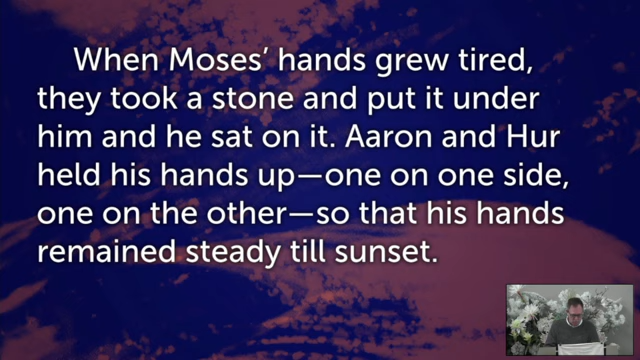 When Moses’ hands grew tired,
they took a stone and put it under
him and he sat on it. Aaron and Hur
held his hands up—one on one side,
one on the other—so that his hands
remained steady till sunset.